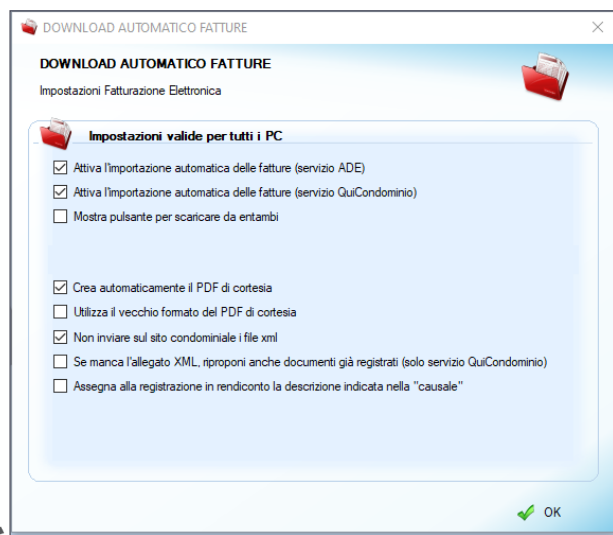 DOWNLOAD AUTOMATICO FATTURE
DOWNLOAD AUTOMATICO FATTURE
Impostazioni Fatturazione Elettronica
Impostazioni valide per tutti i PC
Attiva l'importazione automatica delle fatture (servizio ADE)
Attiva l'importazione automatica delle fatture (servizio QuiCondominio)
Mostra pulsante per scaricare da entambi
Crea automaticamente il PDF di cortesia
Utilizza il vecchio formato del PDF di cortesia
Non inviare sul sito condominiale i file xml
Se manca l'allegato XML, riproponi anche documenti già registrati (solo servizio QuiCondominio)
Assegna alla registrazione in rendiconto la descrizione indicata nella "causale"
OK